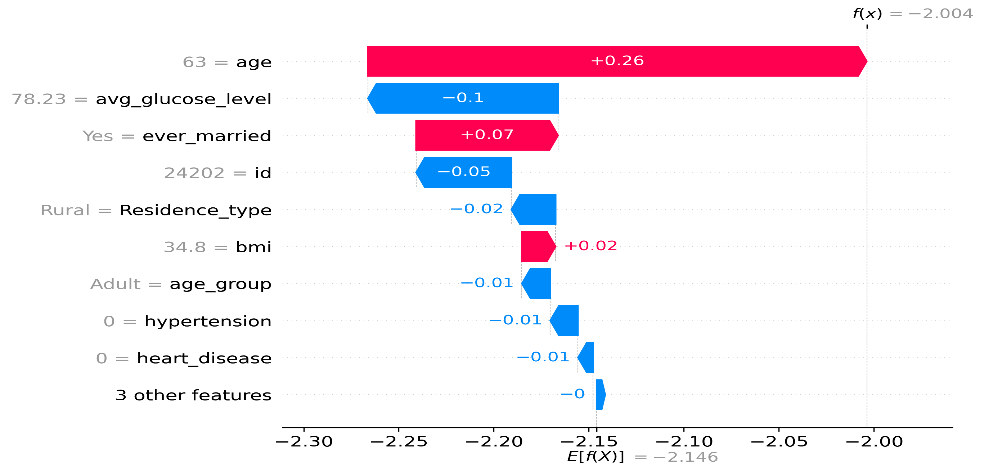 f(x) = −2.004
63 = age +0.26
78.23 = avg_glucose_level −0.1
Yes = ever_married +0.07
24202 = id −0.05
Rural = Residence_type −0.02
34.8 = bmi +0.02
Adult = age_group −0.01
0 = hypertension −0.01
0 = heart_disease −0.01
3 other features −0
−2.30 −2.25 −2.20 −2.15 −2.10 −2.05 −2.00
E[f(X)] = −2.146